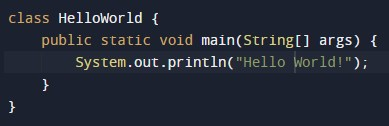 class HelloWorld {
    public static void main(String[] args) {
        System.out.println("Hello World!");
    }
}